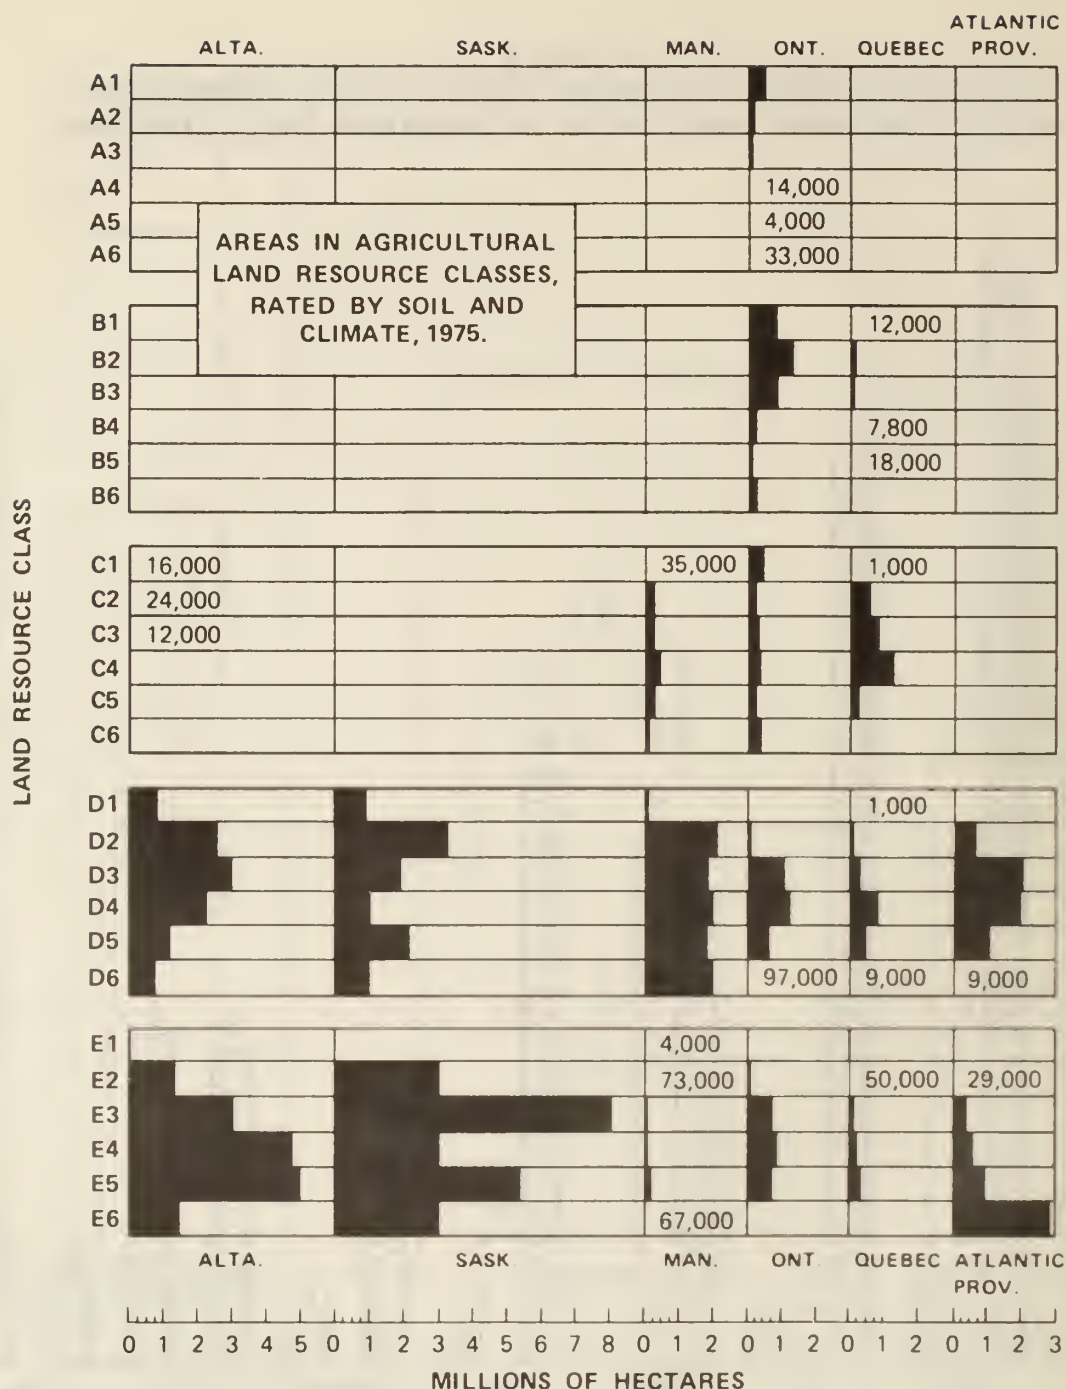 ATLANTIC
ALTA. SASK. MAN. ONT. QUEBEC PROV.
A1
A2
A3
A4 14,000
A5 4,000
A6 33,000
AREAS IN AGRICULTURAL
LAND RESOURCE CLASSES,
RATED BY SOIL AND
CLIMATE, 1975.
B1 12,000
B2
B3
B4 7,800
B5 18,000
B6
LAND RESOURCE CLASS
C1 16,000 35,000 1,000
C2 24,000
C3 12,000
C4
C5
C6
D1 1,000
D2
D3
D4
D5
D6 97,000 9,000 9,000
E1 4,000
E2 73,000 50,000 29,000
E3
E4
E5
E6 67,000
ALTA. SASK MAN. ONT. QUEBEC ATLANTIC
PROV.
0 1 2 3 4 5 0 1 2 3 4 5 6 7 8 0 1 2 0 1 2 0 1 2 0 1 2 3
MILLIONS OF HECTARES